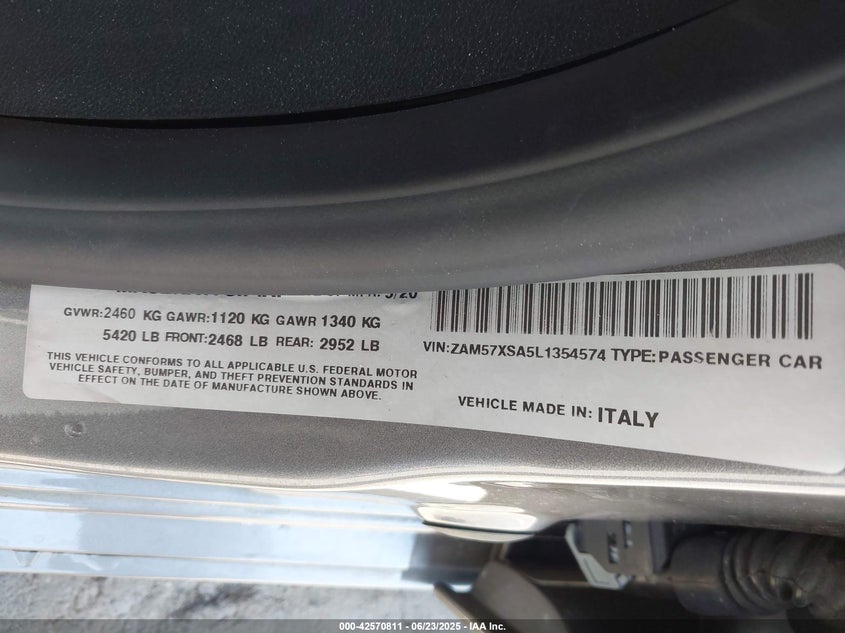 3/20
GVWR:2460 KG GAWR:1120 KG GAWR 1340 KG
5420 LB FRONT:2468 LB REAR: 2952 LB
THIS VEHICLE CONFORMS TO ALL APPLICABLE U.S. FEDERAL MOTOR
VEHICLE SAFETY, BUMPER, AND THEFT PREVENTION STANDARDS IN
EFFECT ON THE DATE OF MANUFACTURE SHOWN ABOVE.
VIN:ZAM57XSA5L1354574 TYPE:PASSENGER CAR
VEHICLE MADE IN: ITALY
000-42570811 - 06/23/2025 - IAA Inc.